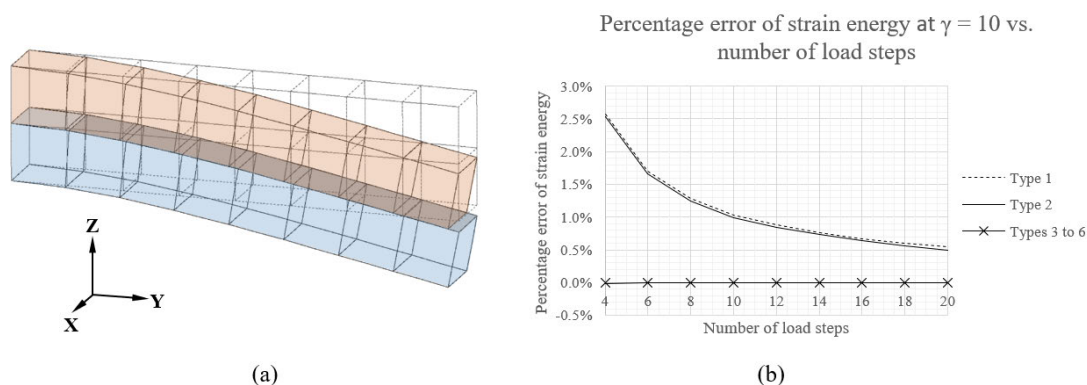 Percentage error of strain energy at γ = 10 vs.
number of load steps
Z
Y
X
Percentage error of strain energy
3.0%
2.5%
2.0%
1.5%
1.0%
0.5%
0.0%
-0.5%
4 6 8 10 12 14 16 18 20
Number of load steps
Type 1
Type 2
Types 3 to 6
(a)
(b)